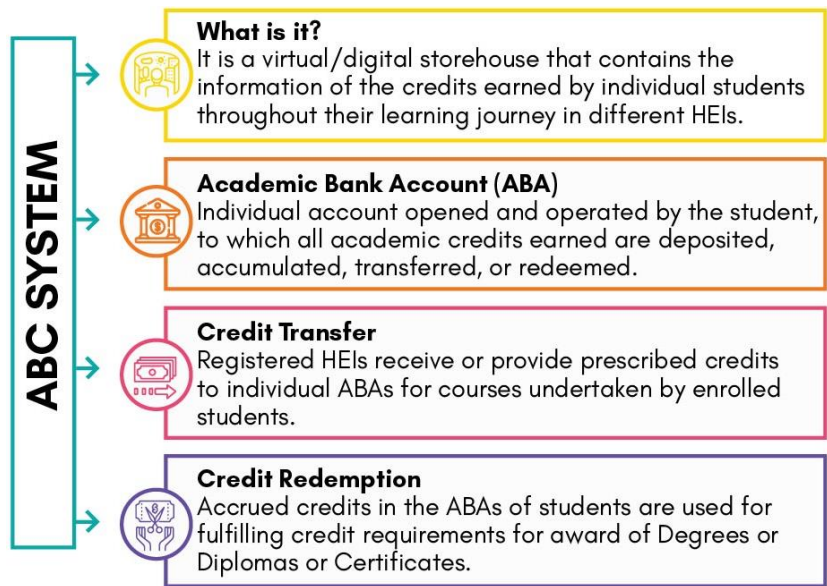 ABC SYSTEM
What is it?
It is a virtual/digital storehouse that contains the
information of the credits earned by individual students
throughout their learning journey in different HEIs.
Academic Bank Account (ABA)
Individual account opened and operated by the student,
to which all academic credits earned are deposited,
accumulated, transferred, or redeemed.
Credit Transfer
Registered HEIs receive or provide prescribed credits
to individual ABAs for courses undertaken by enrolled
students.
Credit Redemption
Accrued credits in the ABAs of students are used for
fulfilling credit requirements for award of Degrees or
Diplomas or Certificates.